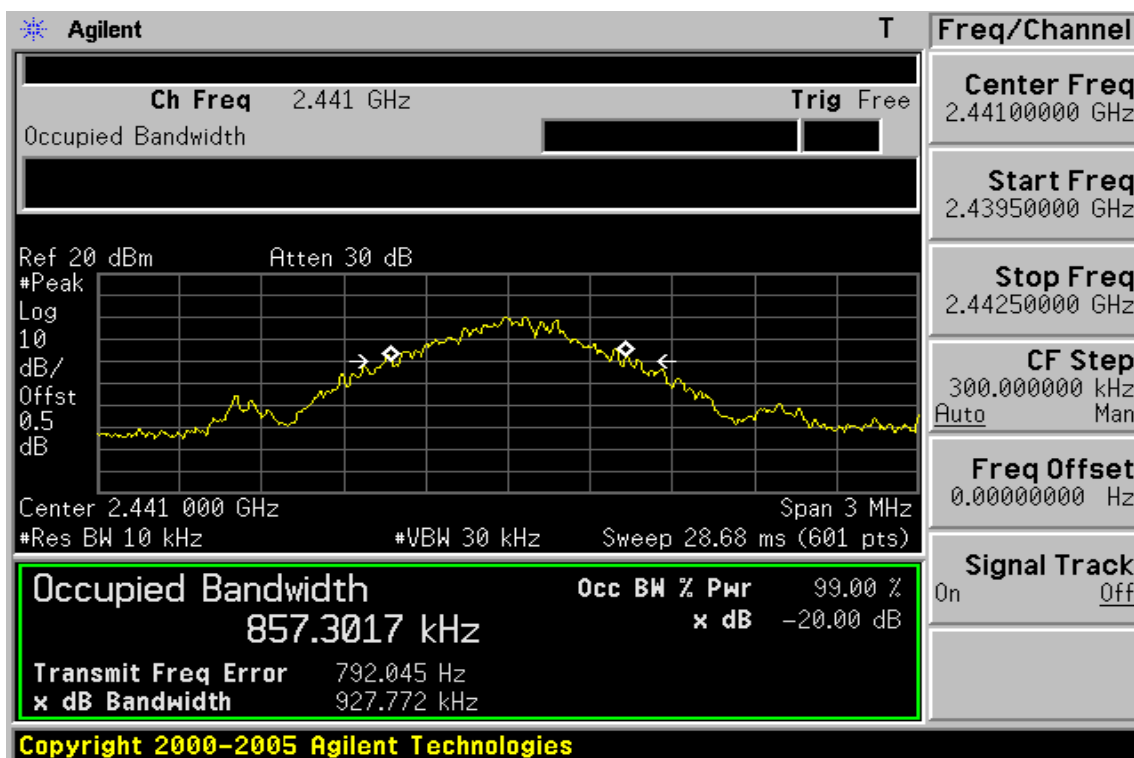 Agilent T
Ch Freq 2.441 GHz Trig Free
Occupied Bandwidth
Ref 20 dBm Atten 30 dB
#Peak
Log
10
dB/
Offst
0.5
dB
Center 2.441 000 GHz Span 3 MHz
#Res BW 10 kHz #VBW 30 kHz Sweep 28.68 ms (601 pts)
Occupied Bandwidth
857.3017 kHz
Occ BW % Pwr 99.00 %
x dB -20.00 dB
Transmit Freq Error 792.045 Hz
x dB Bandwidth 927.772 kHz
Copyright 2000-2005 Agilent Technologies
Freq/Channel
Center Freq
2.44100000 GHz
Start Freq
2.43950000 GHz
Stop Freq
2.44250000 GHz
CF Step
300.000000 kHz
Auto Man
Freq Offset
0.00000000 Hz
Signal Track
On Off